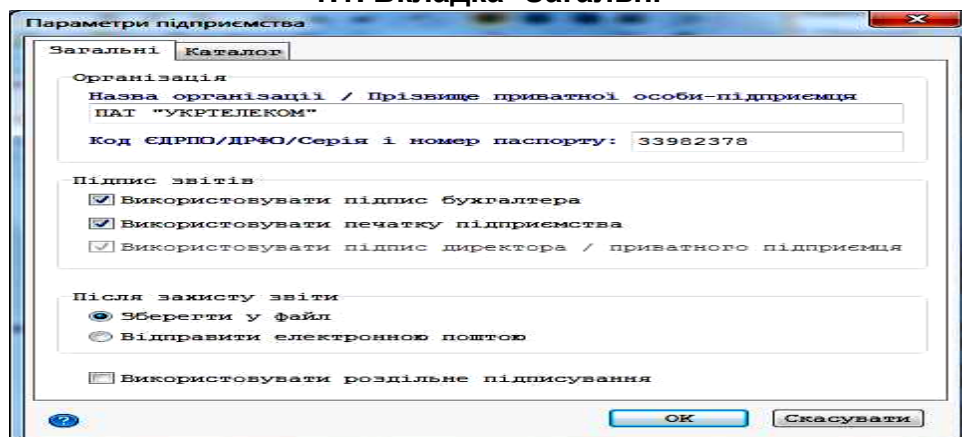 Параметри підприємства
Загальні Каталог
Організація
Назва організації / Прізвище приватної особи-підприємця
ПАТ "УКРТЕЛЕКОМ"
Код ЄДРПО/ДРФО/Серія і номер паспорту: 33982378
Підпис звітів
Використовувати підпис бухгалтера
Використовувати печатку підприємства
Використовувати підпис директора / приватного підприємця
Після захисту звіти
Зберегти у файл
Відправити електронною поштою
Використовувати роздільне підписування
ОК Скасувати